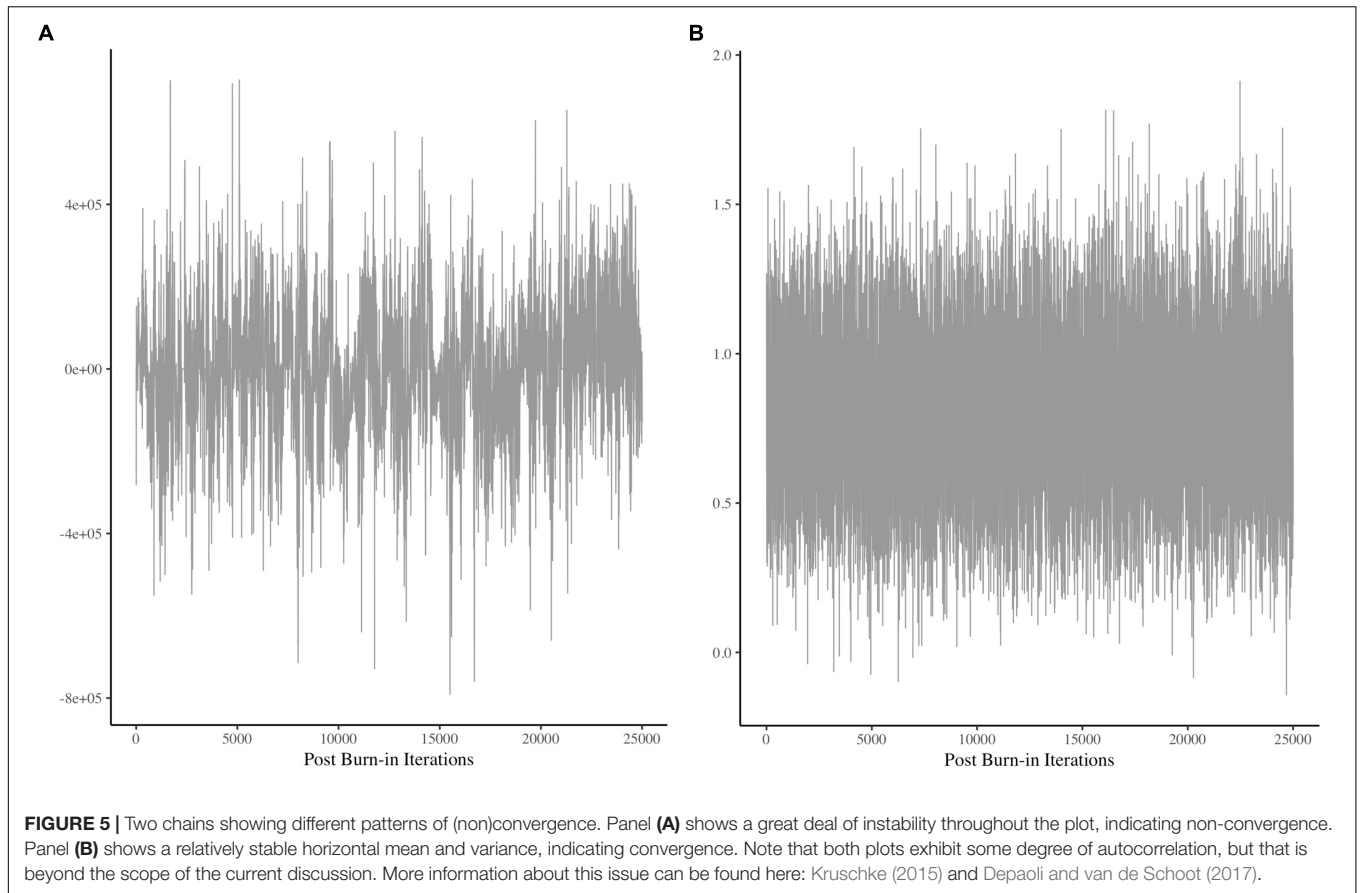 A
4e+05
0e+00
-4e+05
-8e+05
0 5000 10000 15000 20000 25000
Post Burn-in Iterations
B
2.0
1.5
1.0
0.5
0.0
0 5000 10000 15000 20000 25000
Post Burn-in Iterations
FIGURE 5 | Two chains showing different patterns of (non)convergence. Panel (A) shows a great deal of instability throughout the plot, indicating non-convergence.
Panel (B) shows a relatively stable horizontal mean and variance, indicating convergence. Note that both plots exhibit some degree of autocorrelation, but that is
beyond the scope of the current discussion. More information about this issue can be found here: Kruschke (2015) and Depaoli and van de Schoot (2017).